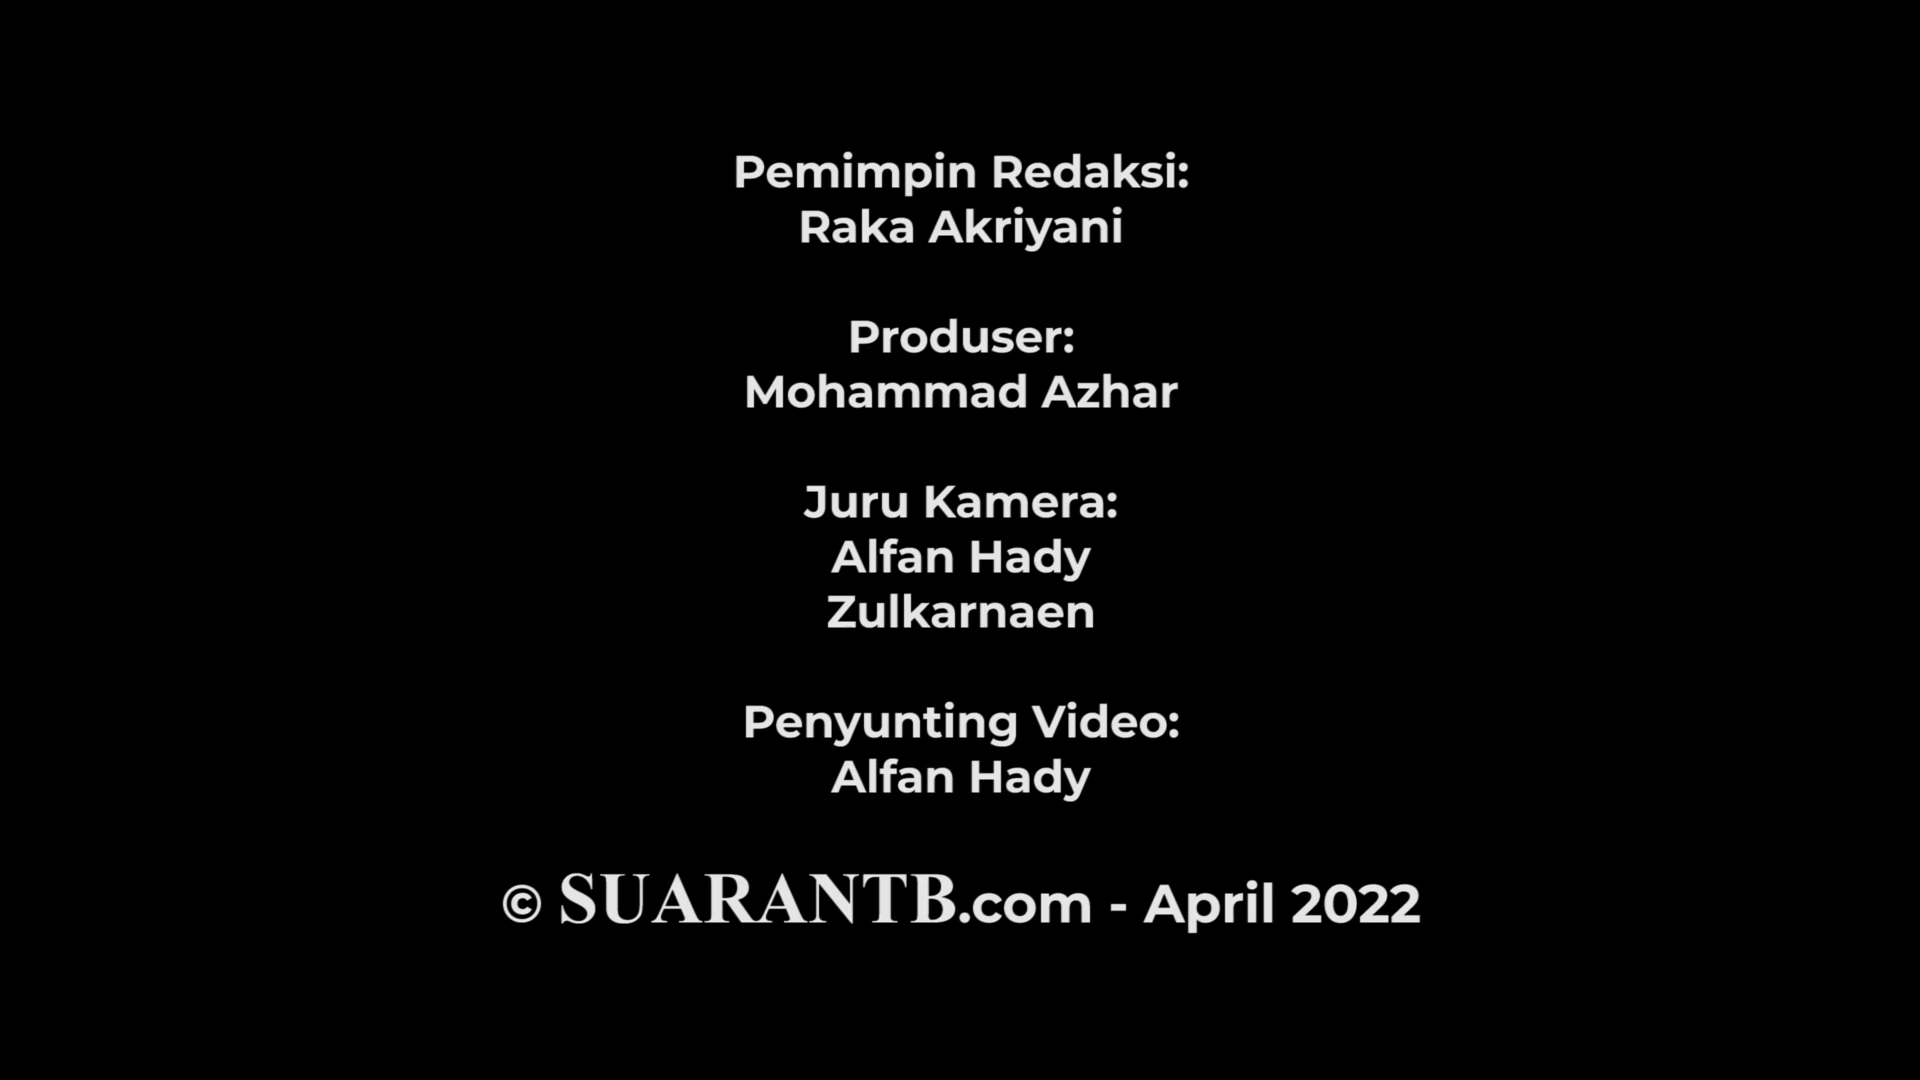 Pemimpin Redaksi:
Raka Akriyani
Produser:
Mohammad Azhar
Juru Kamera:
Alfan Hady
Zulkarnaen
Penyunting Video:
Alfan Hady
© SUARANTB.com - April 2022